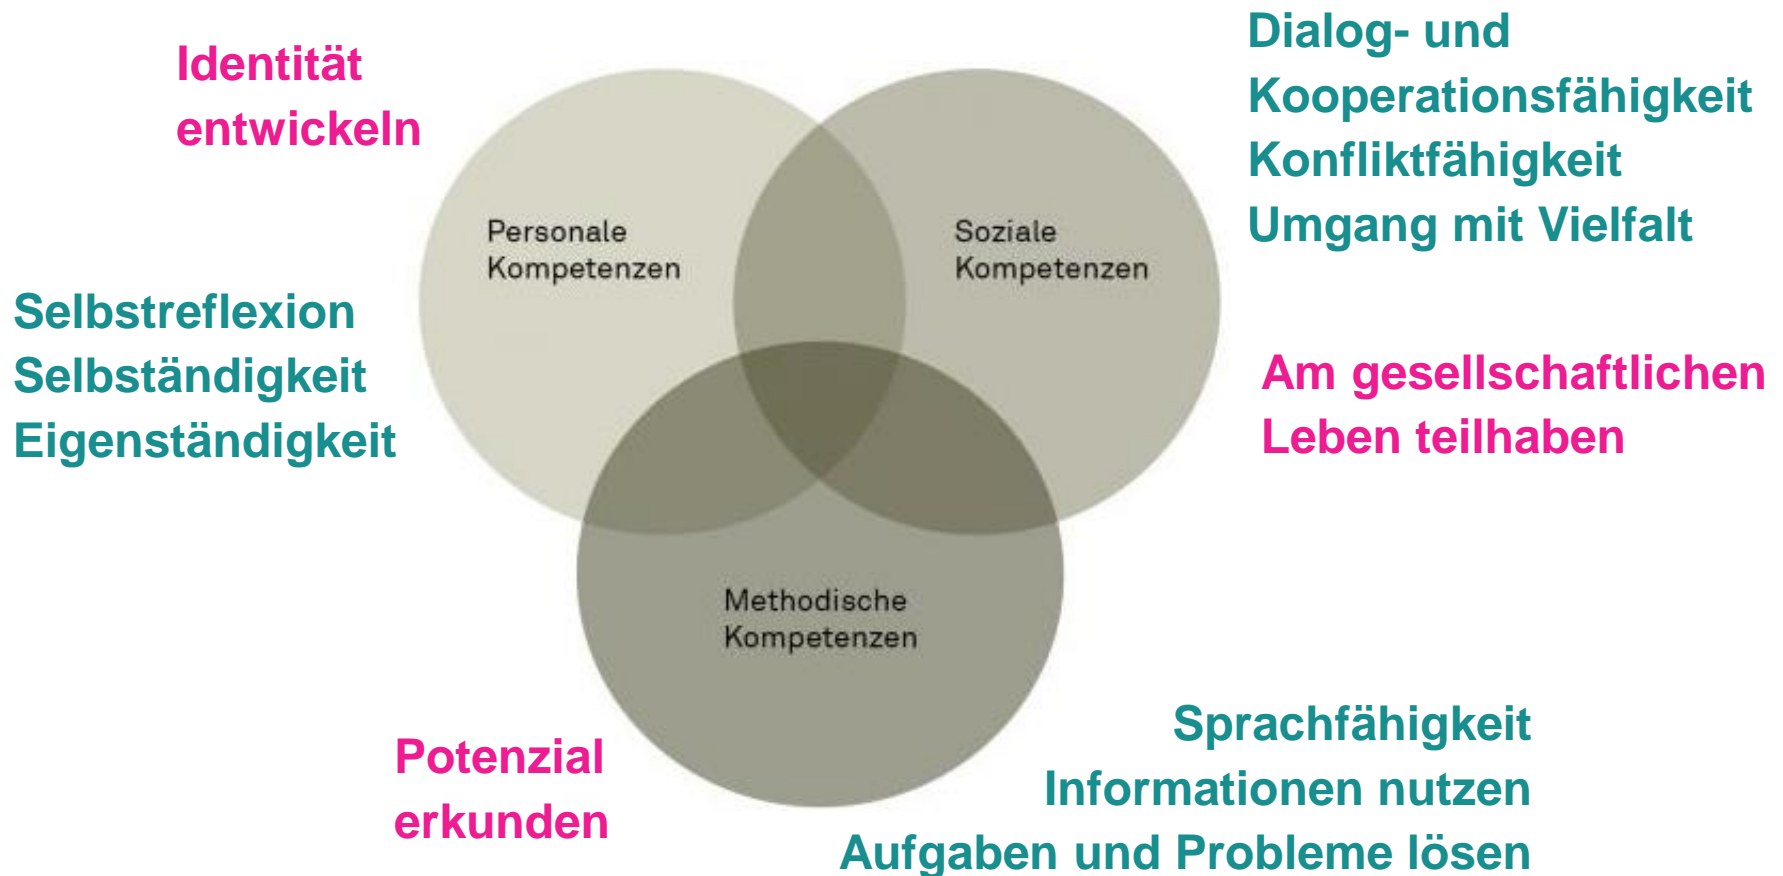 Identität
entwickeln
Dialog- und
Kooperationsfähigkeit
Konfliktfähigkeit
Umgang mit Vielfalt
Personale
Kompetenzen
Soziale
Kompetenzen
Selbstreflexion
Selbständigkeit
Eigenständigkeit
Am gesellschaftlichen
Leben teilhaben
Methodische
Kompetenzen
Potenzial
erkunden
Sprachfähigkeit
Informationen nutzen
Aufgaben und Probleme lösen